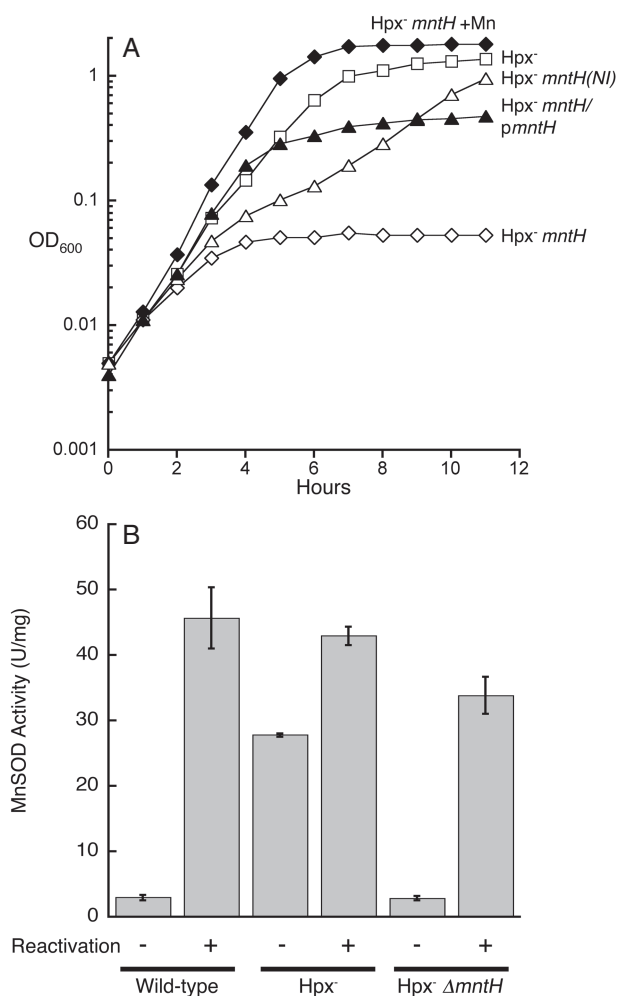 A
Hpx⁻ mntH +Mn
Hpx⁻
Hpx⁻ mntH(NI)
Hpx⁻ mntH/
pmntH
Hpx⁻ mntH
OD₆₀₀
1
0.1
0.01
0.001
0 2 4 6 8 10 12
Hours
B
MnSOD Activity (U/mg)
60
50
40
30
20
10
0
Reactivation - + - + - +
Wild-type Hpx⁻ Hpx⁻ ΔmntH